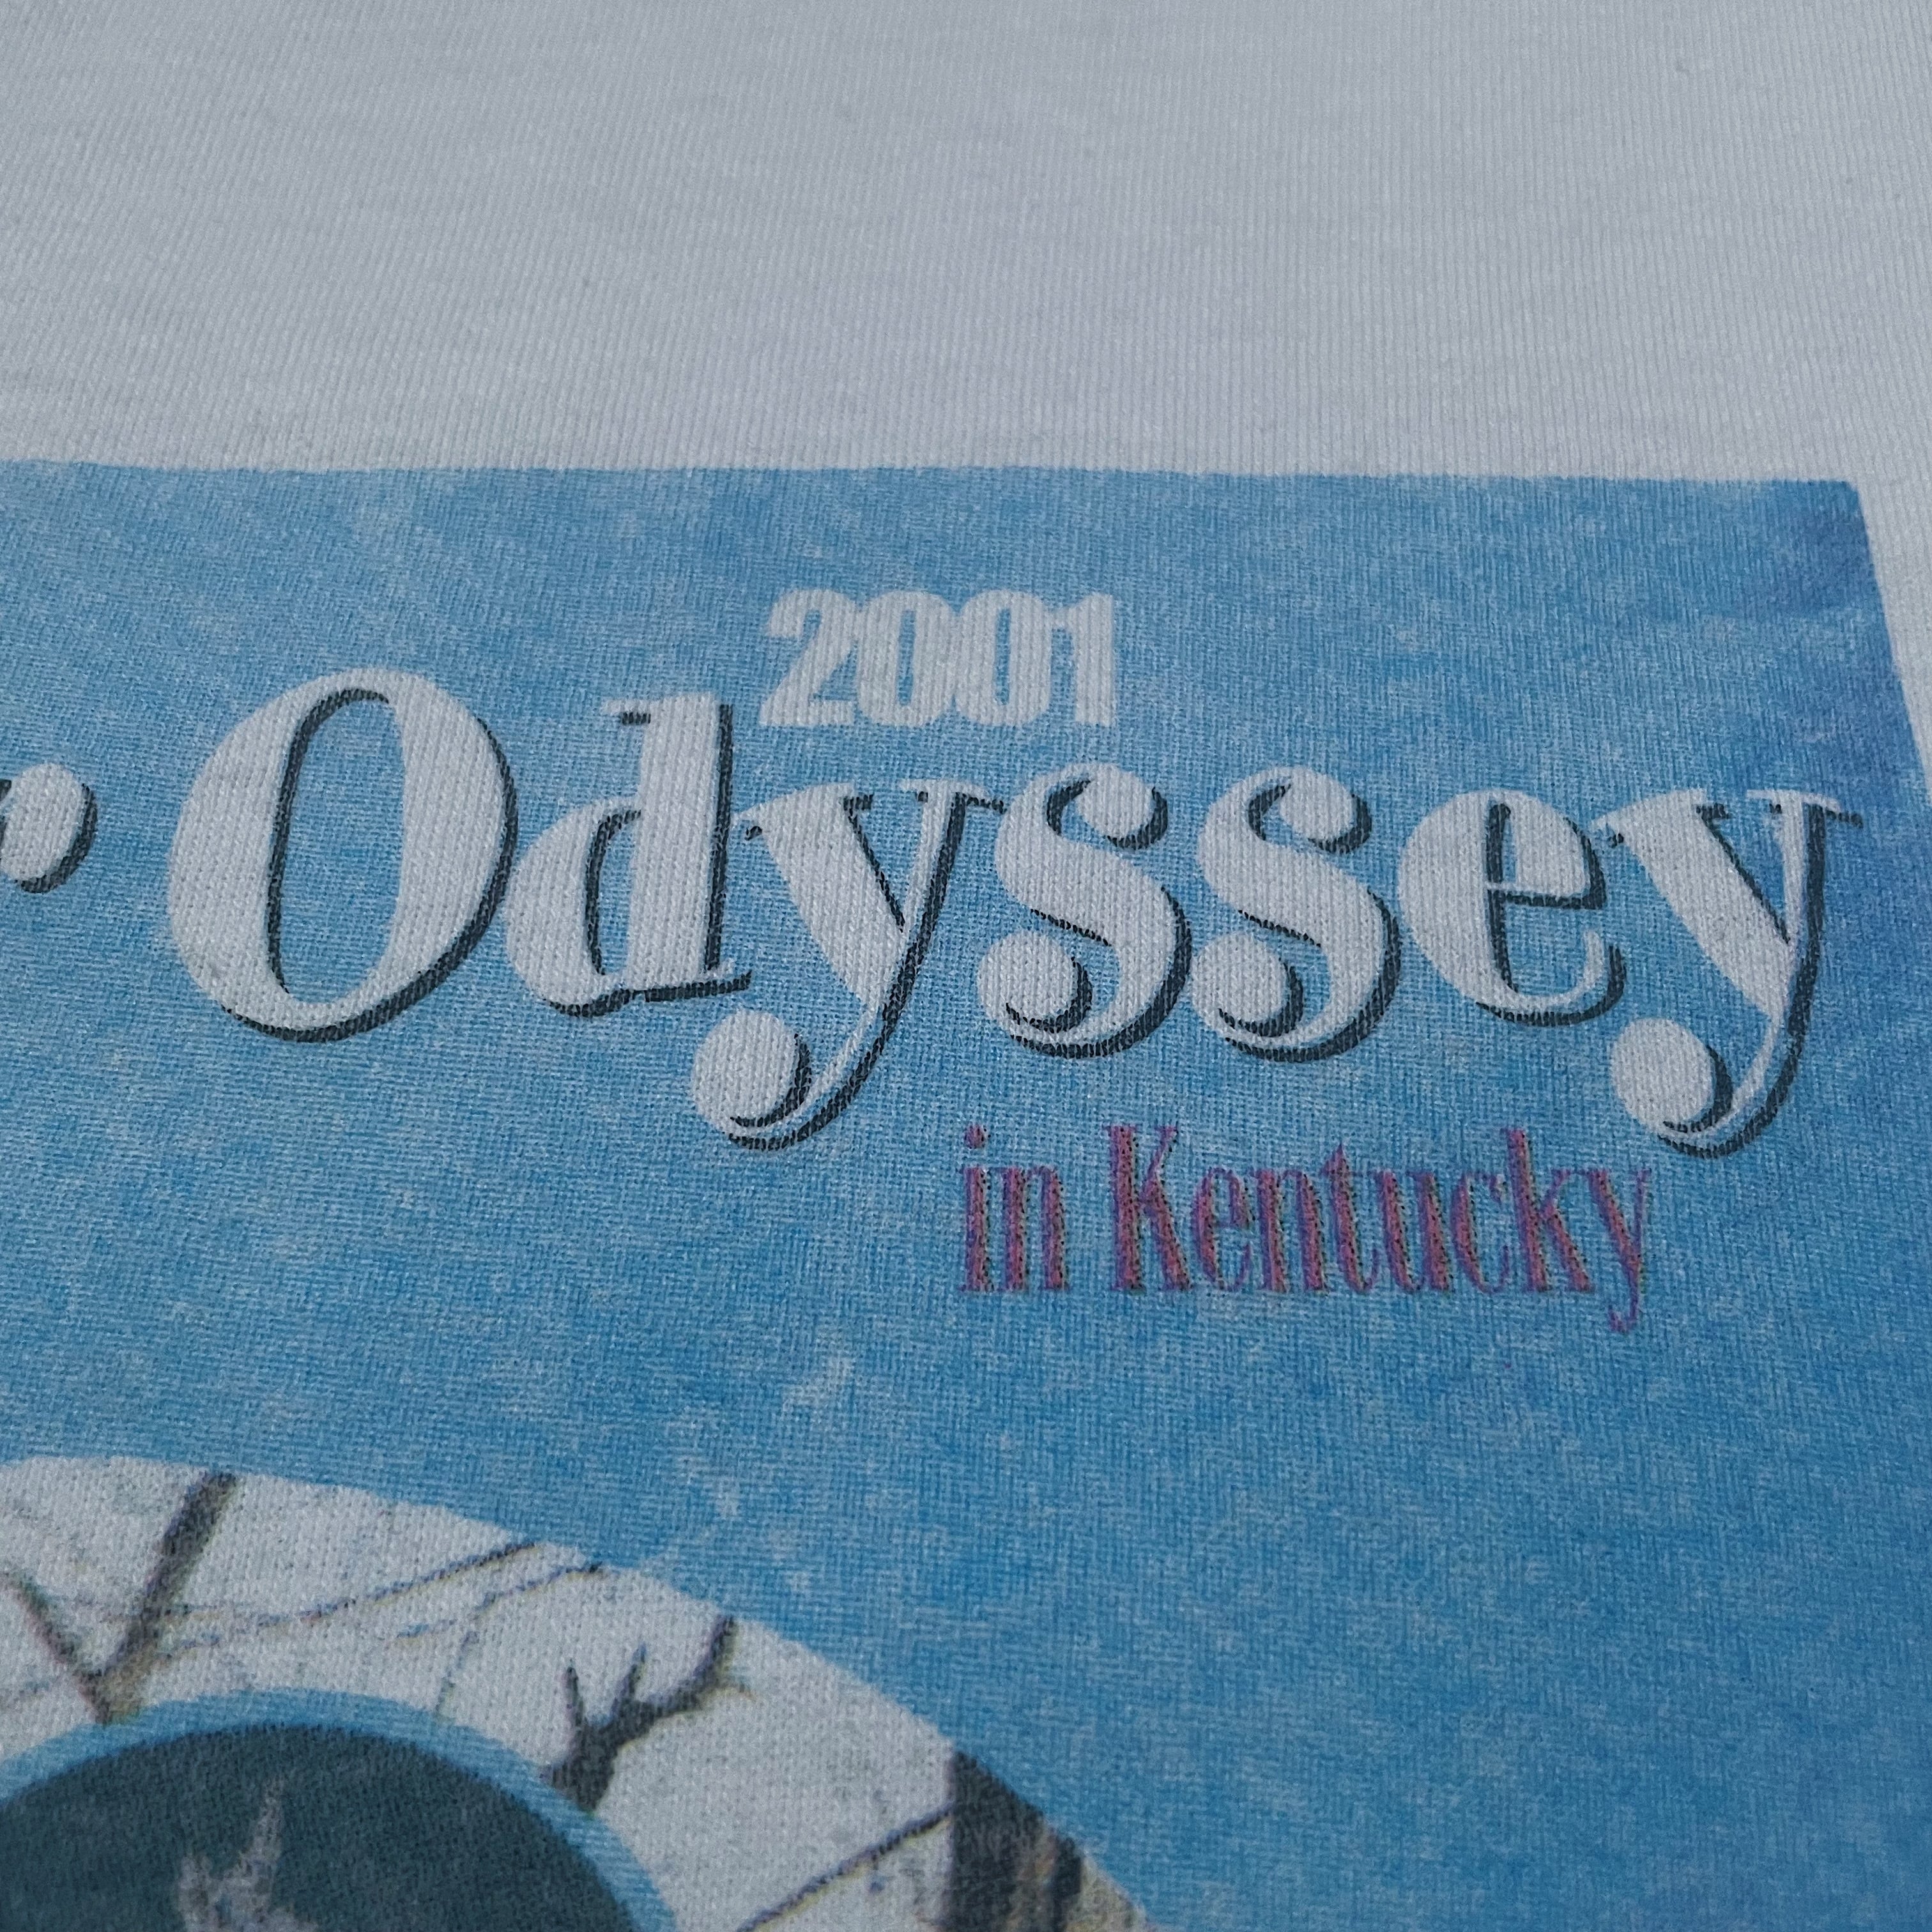 2001
r Odyssey
in Kentucky